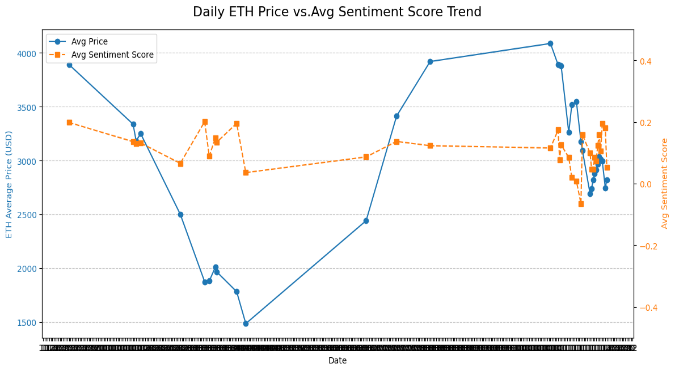 Daily ETH Price vs.Avg Sentiment Score Trend
Avg Price
Avg Sentiment Score
4000
3500
3000
2500
2000
1500
ETH Average Price (USD)
0.4
0.2
0.0
−0.2
−0.4
Avg Sentiment Score
Date